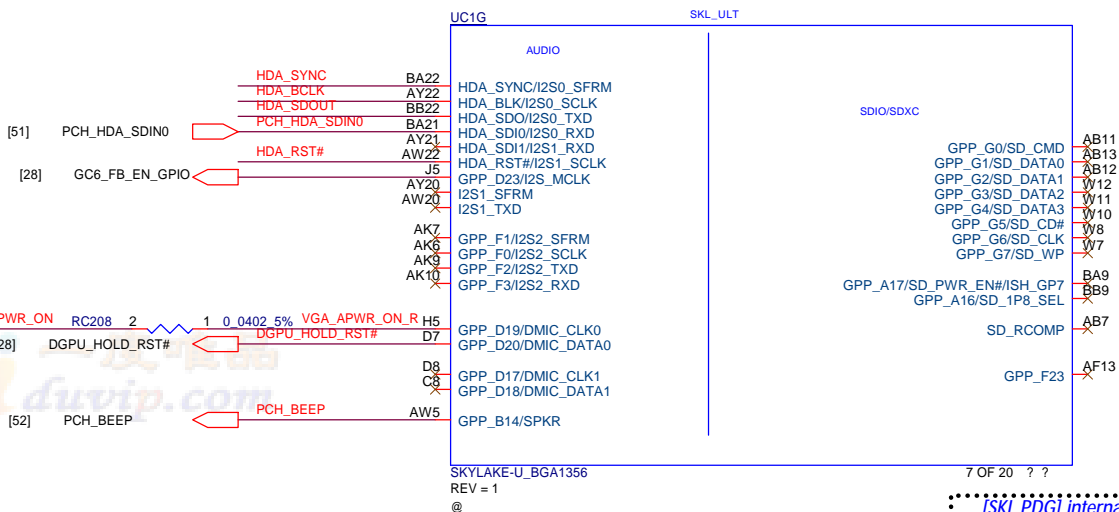 UC1G
SKL_ULT
AUDIO
SDIO/SDXC
HDA_SYNC
BA22
HDA_SYNC/I2S0_SFRM
HDA_BCLK
AY22
HDA_BLK/I2S0_SCLK
HDA_SDOUT
BB22
HDA_SDO/I2S0_TXD
[51]
PCH_HDA_SDIN0
PCH_HDA_SDIN0
BA21
HDA_SDI0/I2S0_RXD
AY21
HDA_SDI1/I2S1_RXD
HDA_RST#
AW22
HDA_RST#/I2S1_SCLK
[28]
GC6_FB_EN_GPIO
J5
GPP_D23/I2S_MCLK
AY20
I2S1_SFRM
AW20
I2S1_TXD
AK7
GPP_F1/I2S2_SFRM
AK6
GPP_F0/I2S2_SCLK
AK9
GPP_F2/I2S2_TXD
AK10
GPP_F3/I2S2_RXD
PWR_ON
RC208
2
1
0_0402_5%
VGA_APWR_ON_R
H5
GPP_D19/DMIC_CLK0
28]
DGPU_HOLD_RST#
DGPU_HOLD_RST#
D7
GPP_D20/DMIC_DATA0
D8
GPP_D17/DMIC_CLK1
C8
GPP_D18/DMIC_DATA1
[52]
PCH_BEEP
PCH_BEEP
AW5
GPP_B14/SPKR
GPP_G0/SD_CMD
AB11
GPP_G1/SD_DATA0
AB13
GPP_G2/SD_DATA1
AB12
GPP_G3/SD_DATA2
W12
GPP_G4/SD_DATA3
W11
GPP_G5/SD_CD#
W10
GPP_G6/SD_CLK
W8
GPP_G7/SD_WP
W7
GPP_A17/SD_PWR_EN#/ISH_GP7
BA9
GPP_A16/SD_1P8_SEL
BB9
SD_RCOMP
AB7
GPP_F23
AF13
duvip.com
SKYLAKE-U_BGA1356
7 OF 20 ? ?
REV = 1
@
[SKL PDG] interna